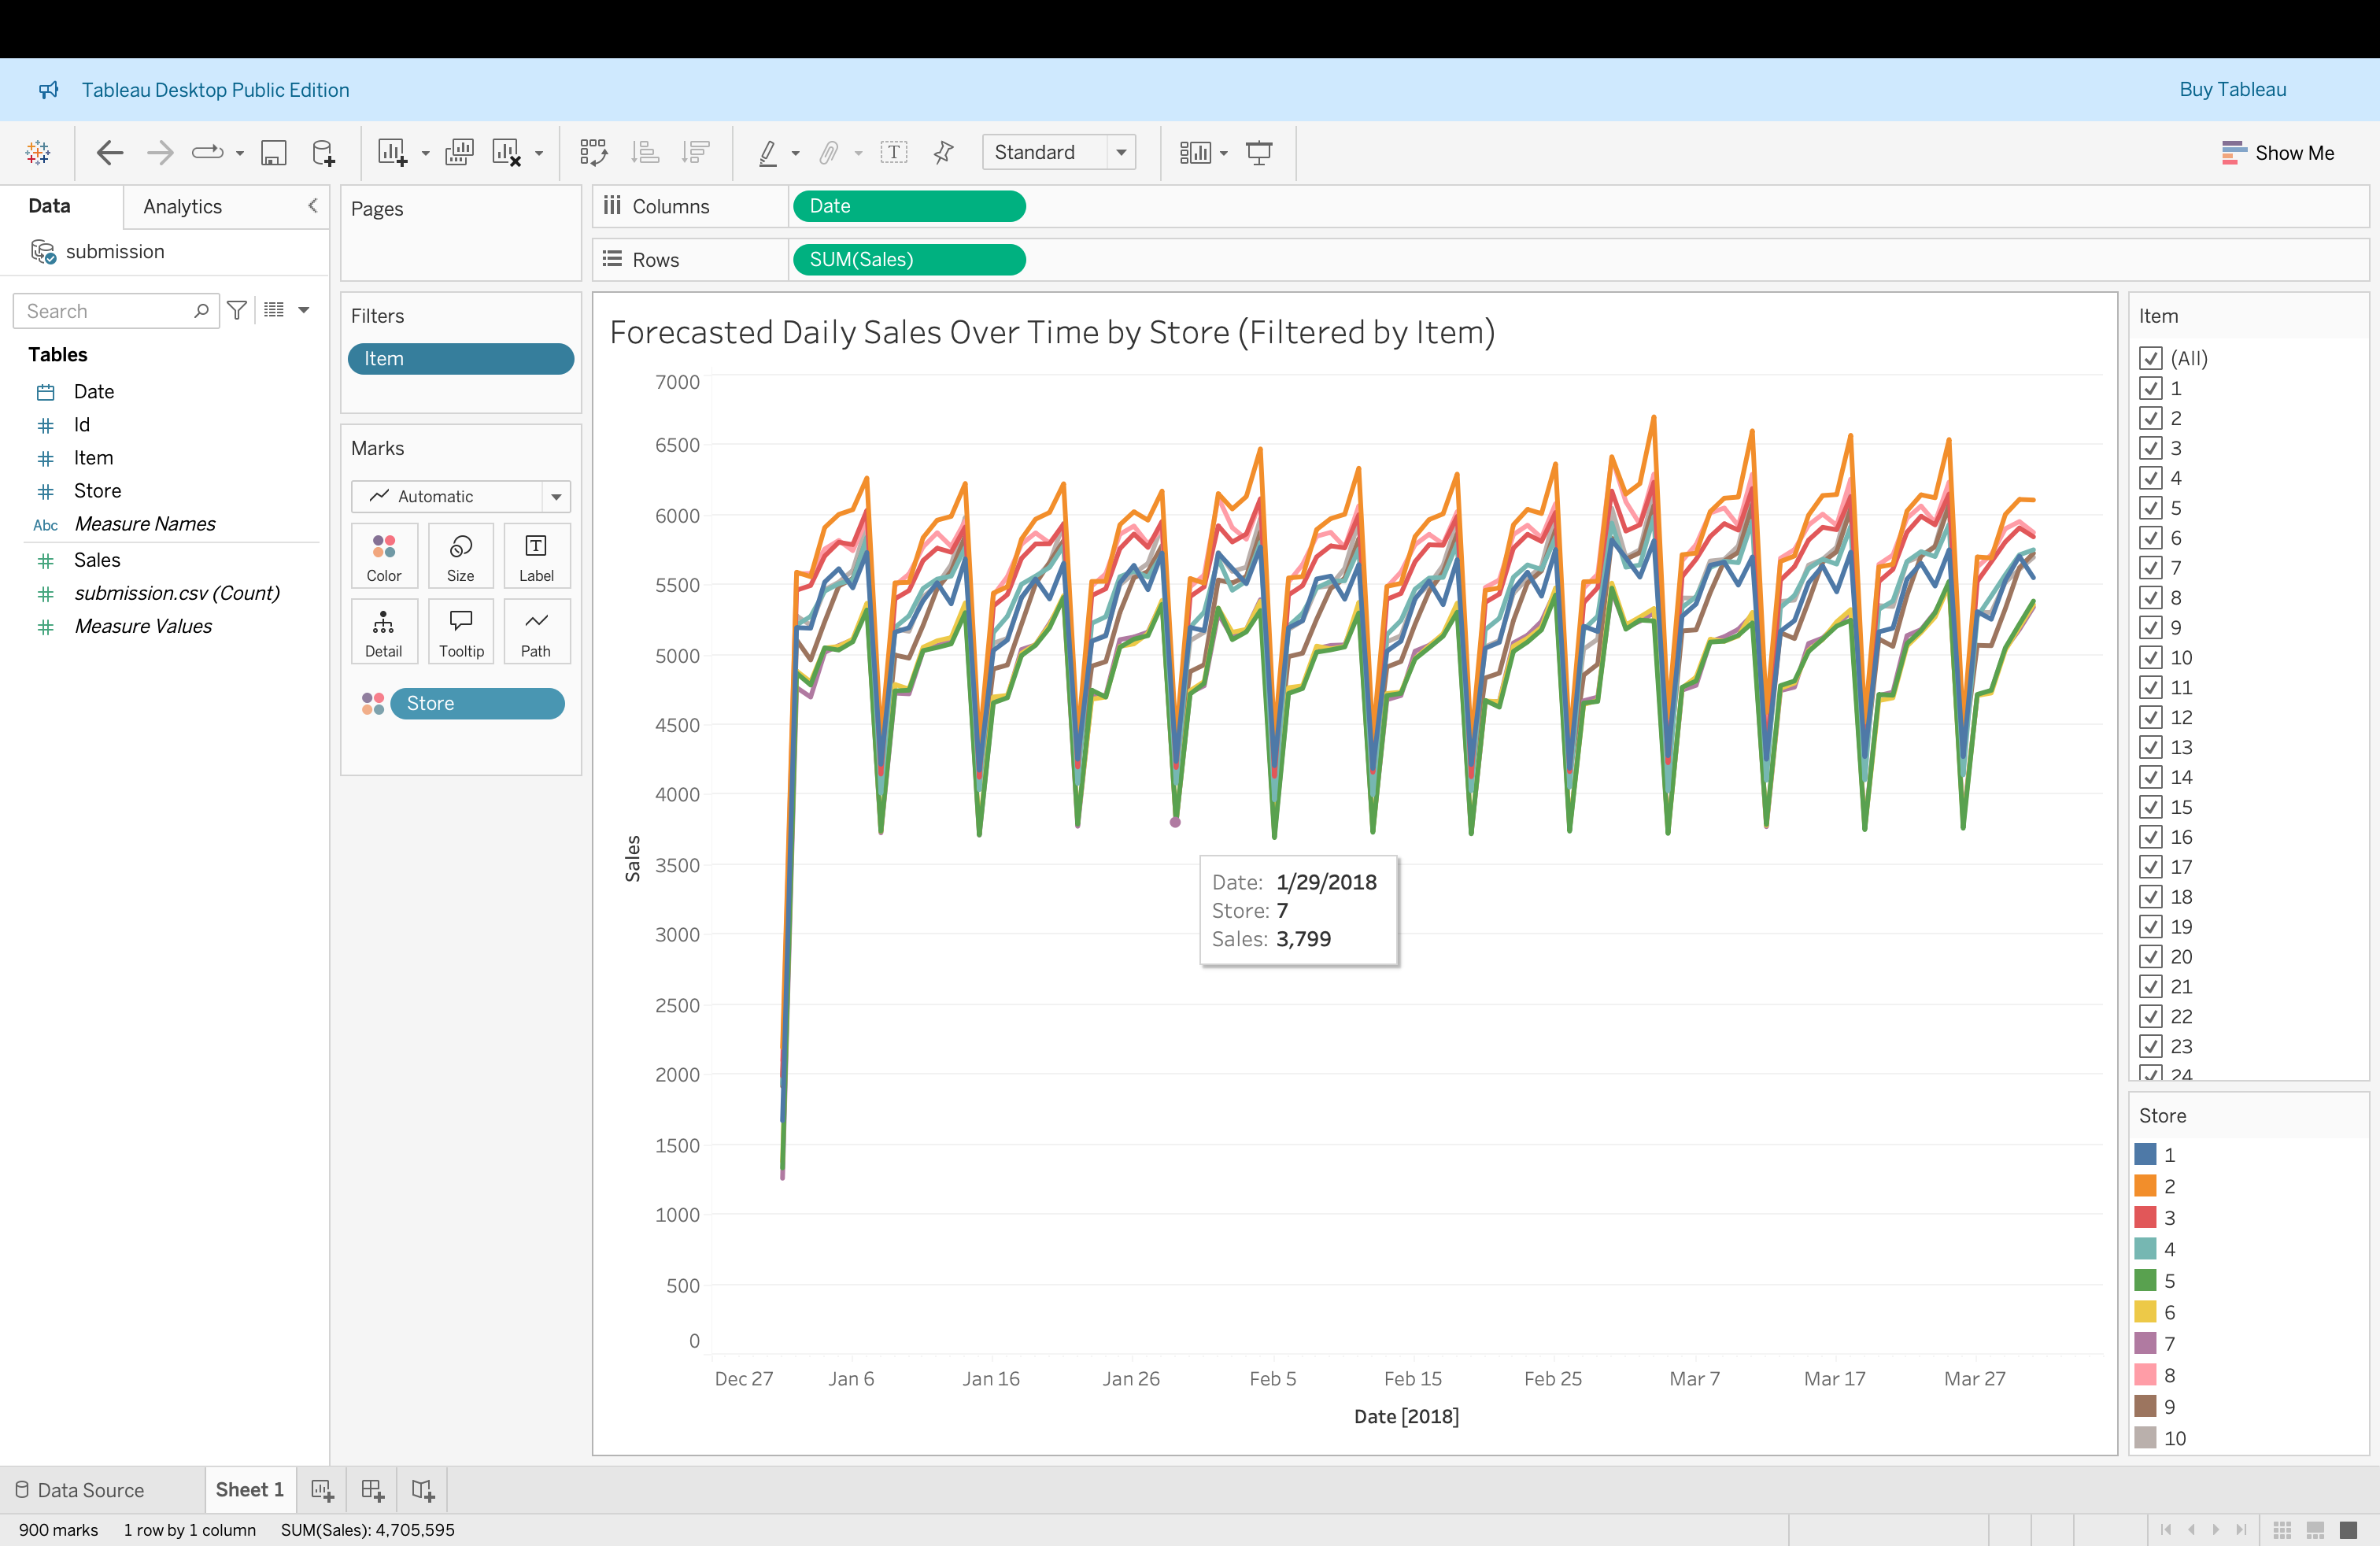 Tableau Desktop Public Edition
Buy Tableau
Standard
Show Me
Data
Analytics
submission
Search
Tables
Date
Id
Item
Store
Abc Measure Names
Sales
submission.csv (Count)
Measure Values
Pages
Filters
Item
Marks
Automatic
Color
Size
T
Label
Detail
Tooltip
Path
Store
Columns
Date
Rows
SUM(Sales)
Forecasted Daily Sales Over Time by Store (Filtered by Item)
7000
6500
6000
5500
5000
4500
4000
3500
3000
2500
2000
1500
1000
500
0
Sales
Date: 1/29/2018
Store: 7
Sales: 3,799
Dec 27
Jan 6
Jan 16
Jan 26
Feb 5
Feb 15
Feb 25
Mar 7
Mar 17
Mar 27
Date [2018]
Item
(All)
1
2
3
4
5
6
7
8
9
10
11
12
13
14
15
16
17
18
19
20
21
22
23
24
Store
1
2
3
4
5
6
7
8
9
10
Data Source
Sheet 1
900 marks
1 row by 1 column
SUM(Sales): 4,705,595